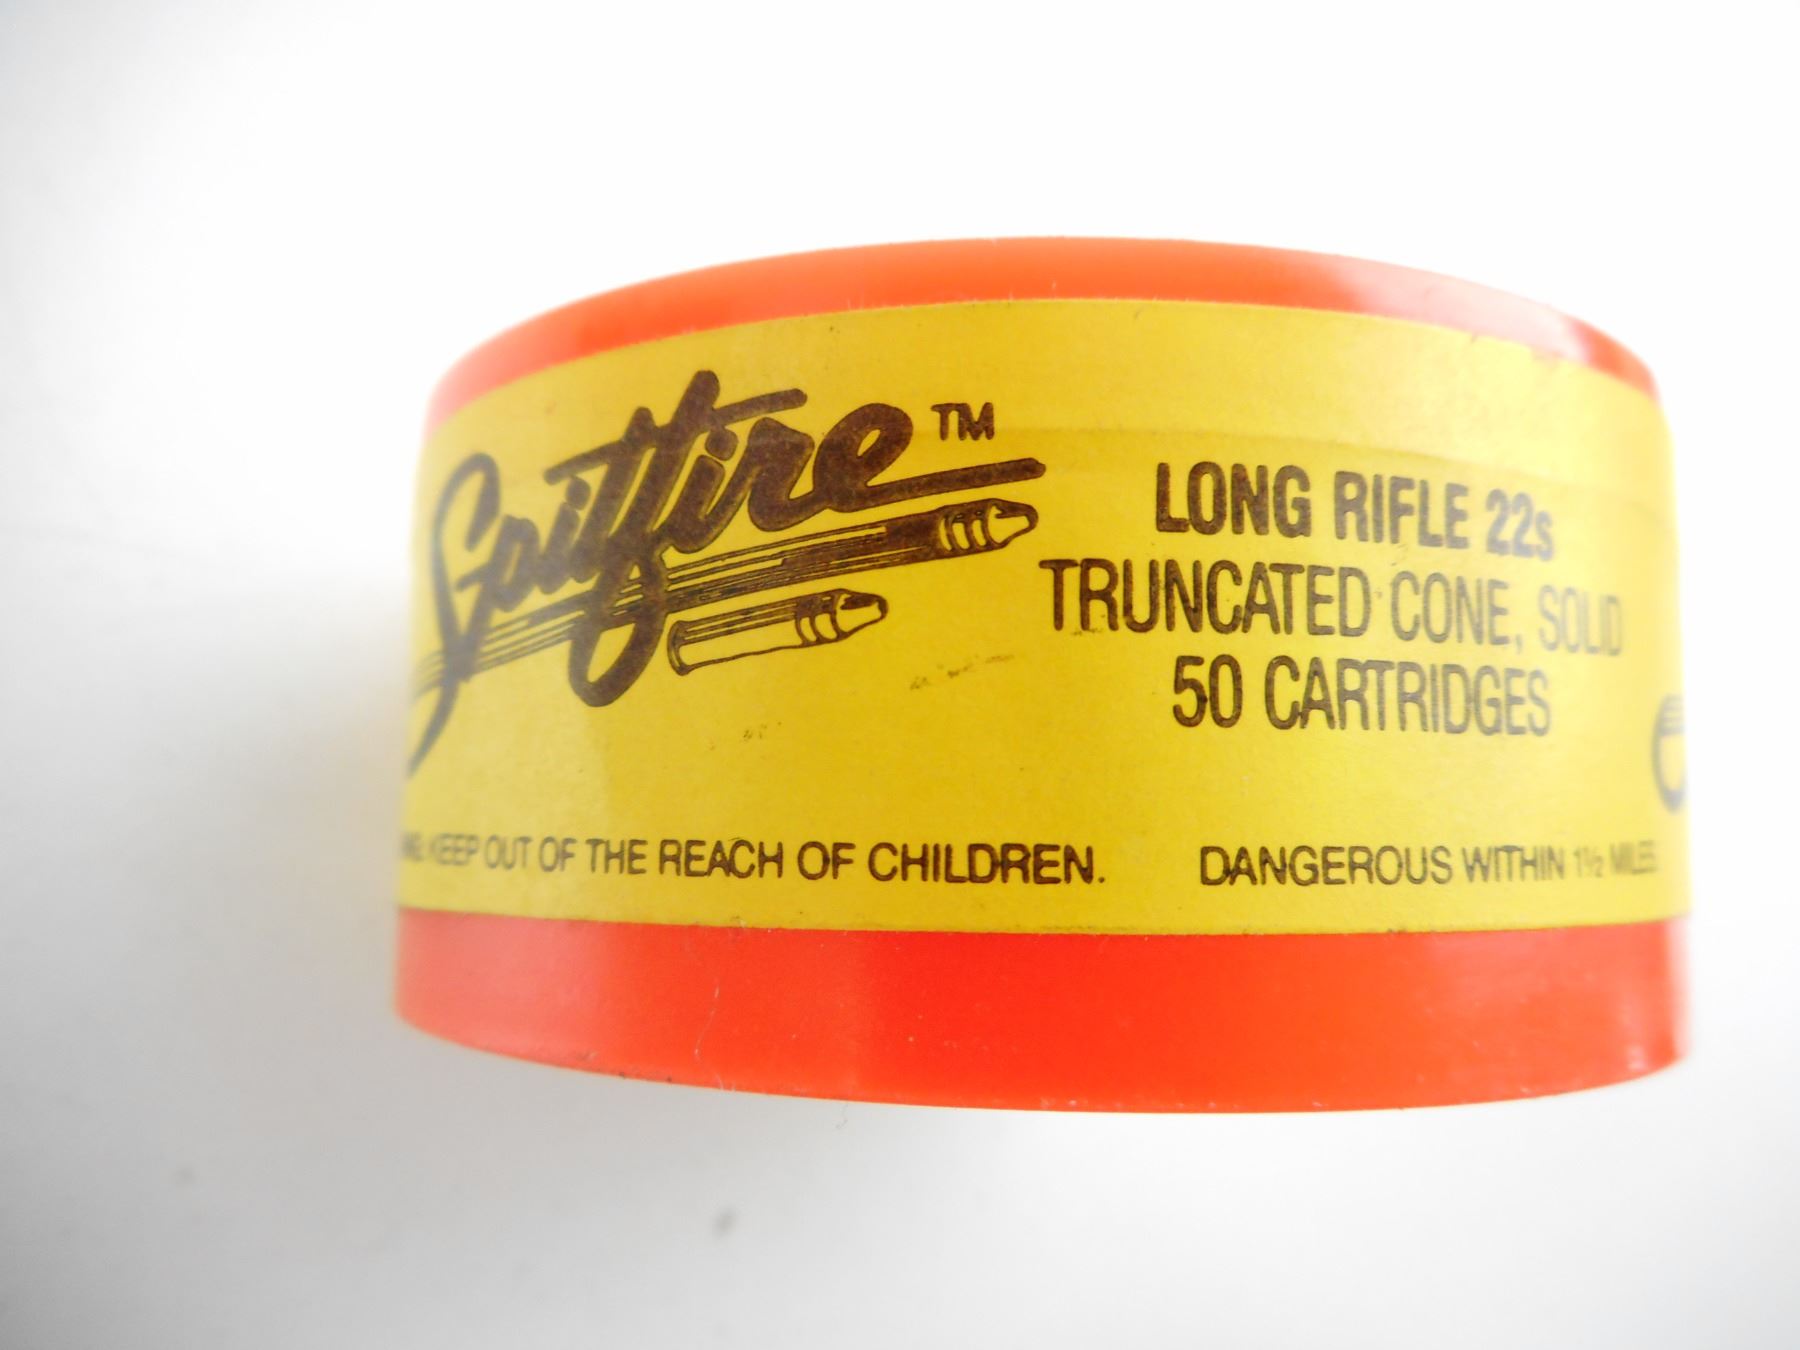 Spitfire™
LONG RIFLE 22s
TRUNCATED CONE, SOLID
50 CARTRIDGES
KEEP OUT OF THE REACH OF CHILDREN. DANGEROUS WITHIN 1½ MILES